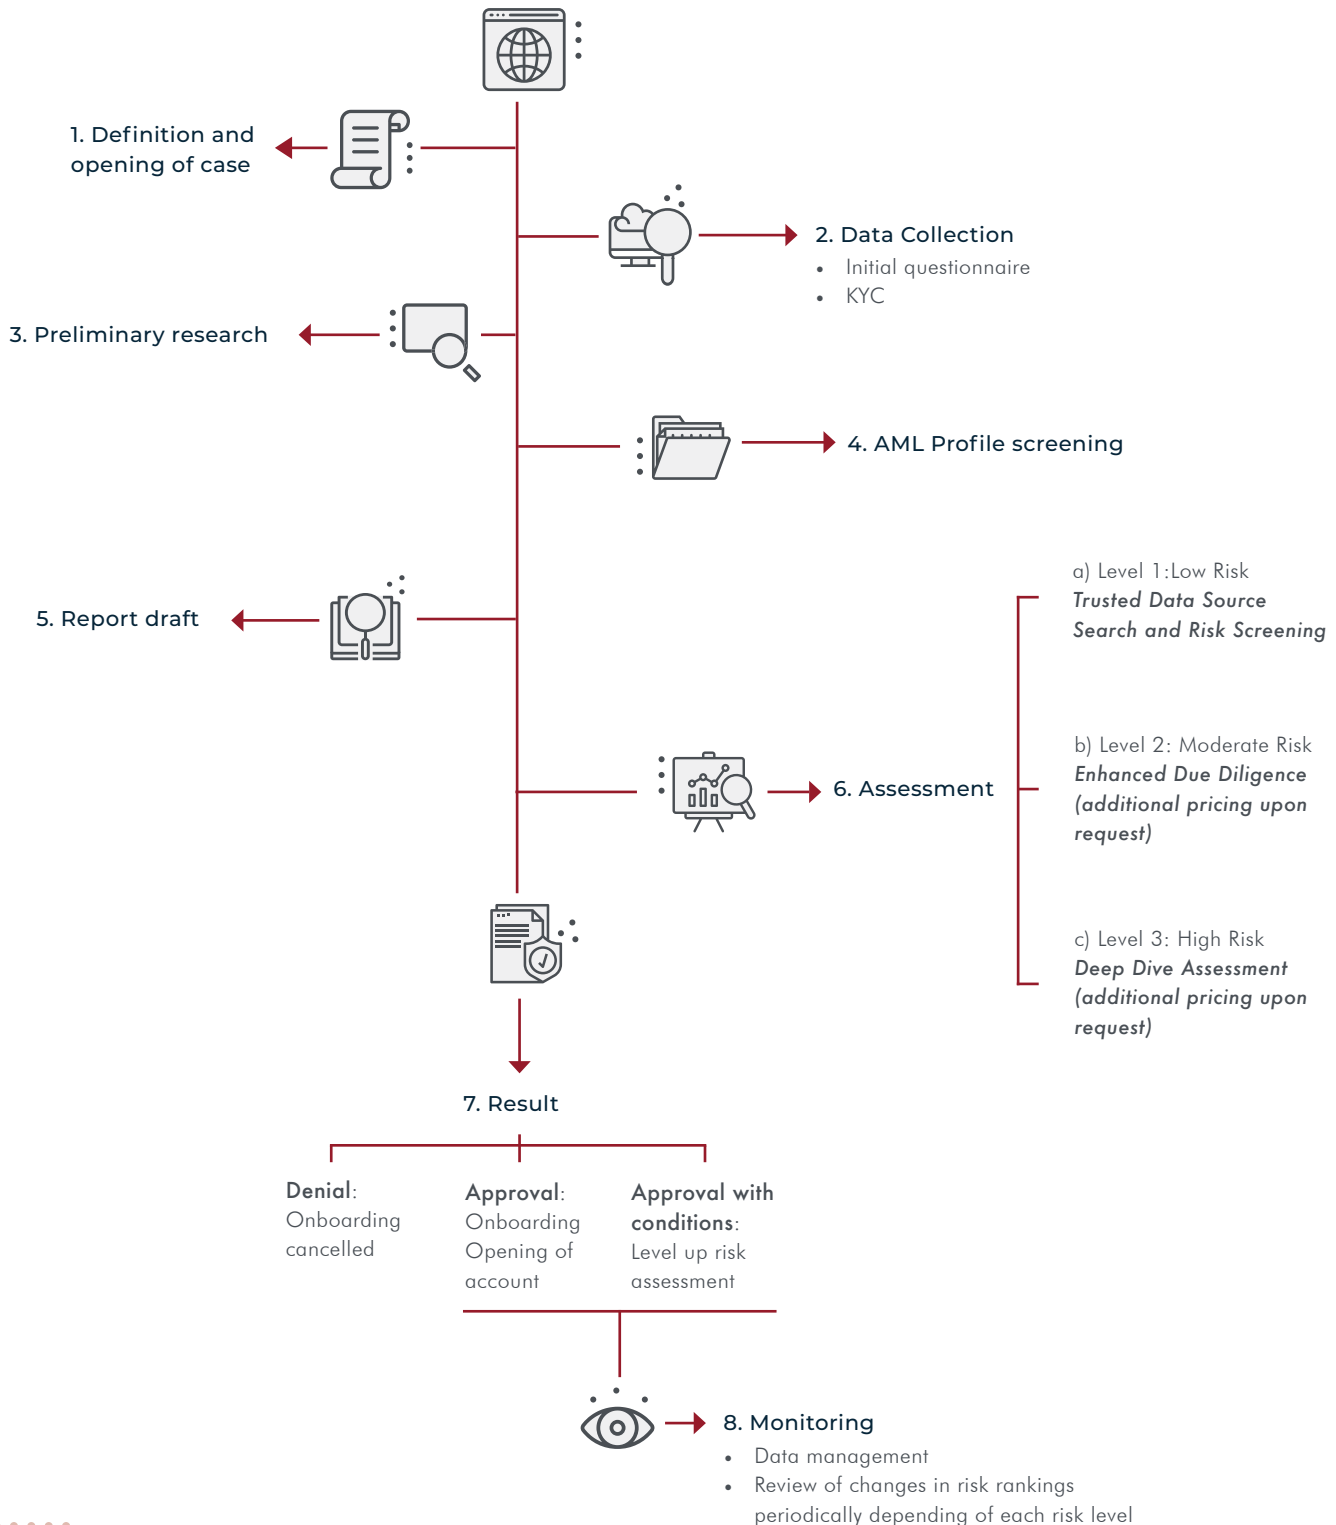 1. Definition and
opening of case
2. Data Collection
• Initial questionnaire
• KYC
3. Preliminary research
4. AML Profile screening
5. Report draft
6. Assessment
a) Level 1:Low Risk
Trusted Data Source
Search and Risk Screening
b) Level 2: Moderate Risk
Enhanced Due Diligence
(additional pricing upon
request)
c) Level 3: High Risk
Deep Dive Assessment
(additional pricing upon
request)
7. Result
Denial:
Onboarding
cancelled
Approval:
Onboarding
Opening of
account
Approval with
conditions:
Level up risk
assessment
8. Monitoring
• Data management
• Review of changes in risk rankings
periodically depending of each risk level